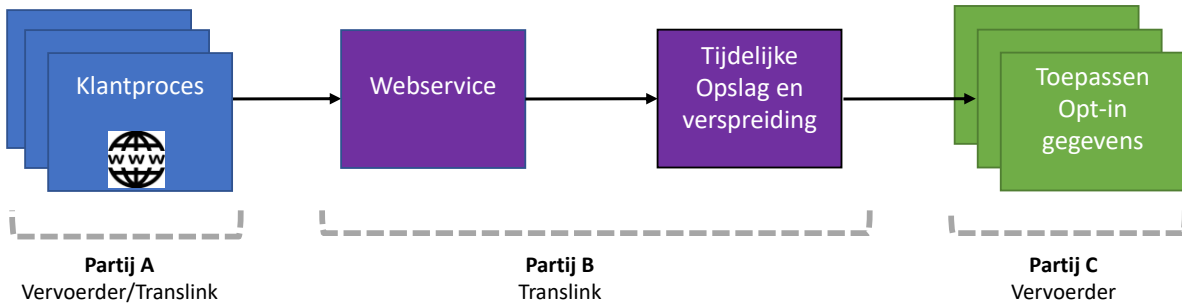 Klantproces
WWW
Webservice
Tijdelijke
Opslag en
verspreiding
Toepassen
Opt-in
gegevens
Partij A
Vervoerder/Translink
Partij B
Translink
Partij C
Vervoerder